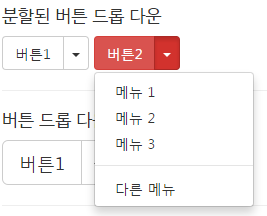 분할된 버튼 드롭 다운
버튼1 버튼2
메뉴 1
메뉴 2
메뉴 3
다른 메뉴
버튼 드롭
버튼1